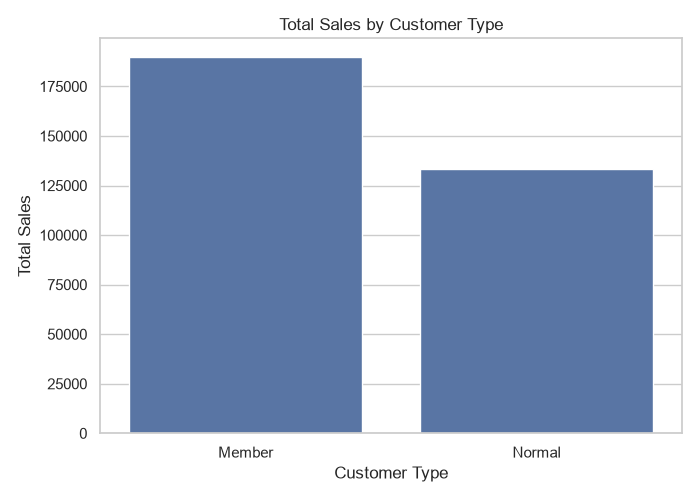 Total Sales by Customer Type
Total Sales
175000
150000
125000
100000
75000
50000
25000
0
Member Normal
Customer Type